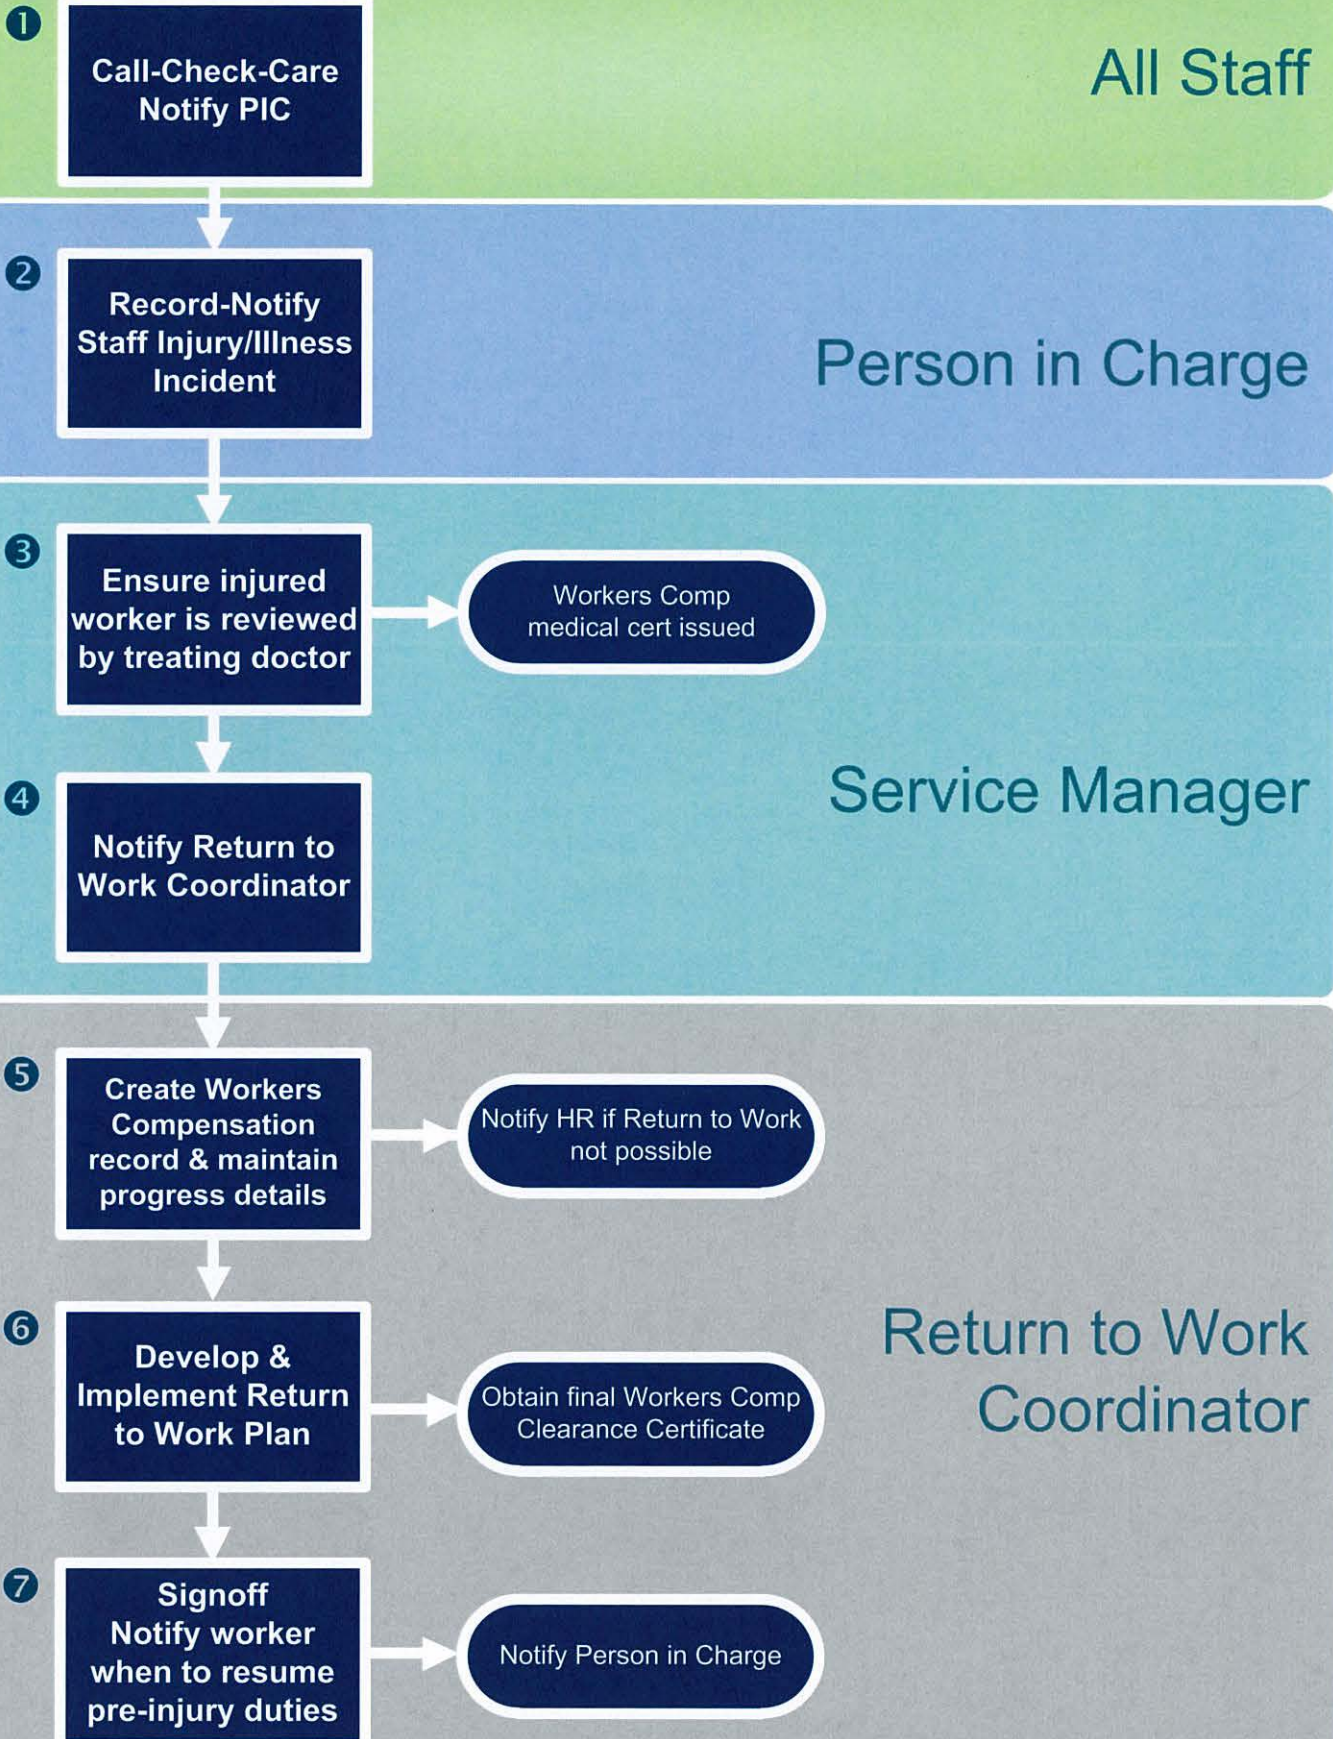 1
Call-Check-Care
Notify PIC
All Staff
2
Record-Notify
Staff Injury/Illness
Incident
Person in Charge
3
Ensure injured
worker is reviewed
by treating doctor
Workers Comp
medical cert issued
Service Manager
4
Notify Return to
Work Coordinator
5
Create Workers
Compensation
record & maintain
progress details
Notify HR if Return to Work
not possible
Return to Work
Coordinator
6
Develop &
Implement Return
to Work Plan
Obtain final Workers Comp
Clearance Certificate
7
Signoff
Notify worker
when to resume
pre-injury duties
Notify Person in Charge